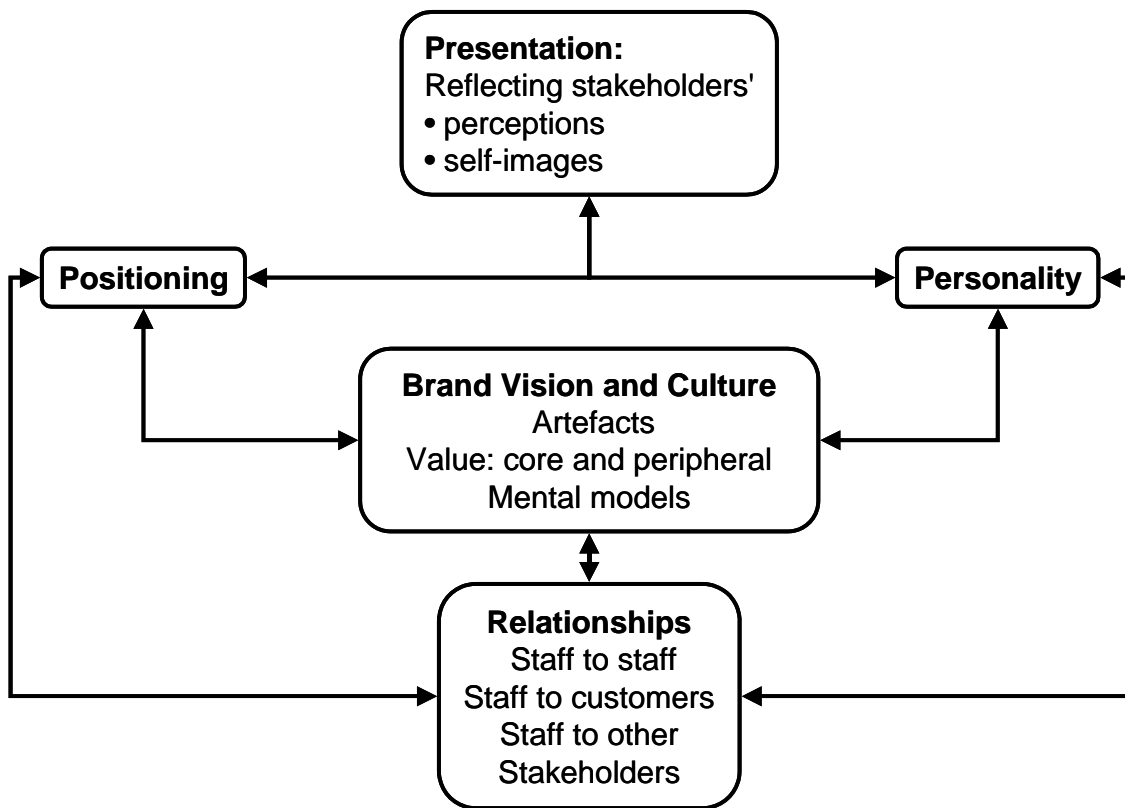 Presentation:
Reflecting stakeholders'
• perceptions
• self-images
Positioning
Personality
Brand Vision and Culture
Artefacts
Value: core and peripheral
Mental models
Relationships
Staff to staff
Staff to customers
Staff to other
Stakeholders